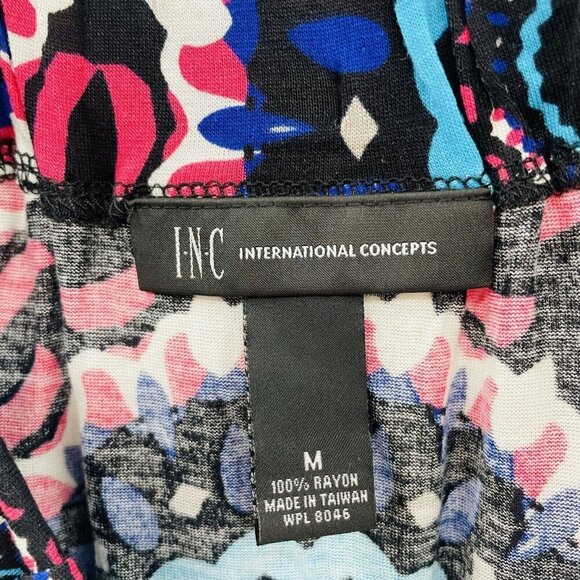 I·N·C INTERNATIONAL CONCEPTS
M
100% RAYON
MADE IN TAIWAN
WPL 8046